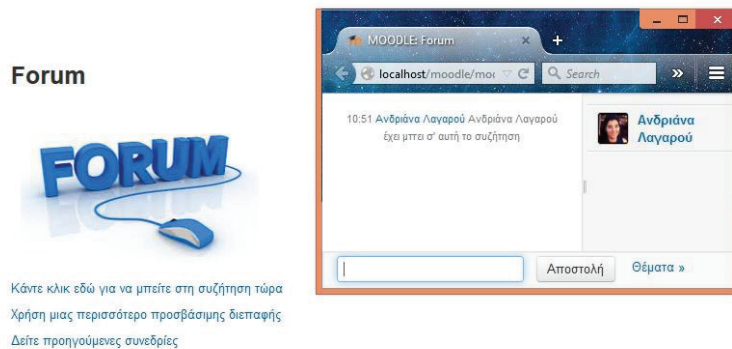 Forum
FORUM
Κάντε κλικ εδώ για να μπείτε στη συζήτηση τώρα
Χρήση μιας περισσότερο προσβάσιμης διεπαφής
Δείτε προηγούμενες συνεδρίες
MOODLE: Forum
localhost/moodle/moc
Search
10:51 Ανδριάνα Λαγαρού Ανδριάνα Λαγαρού
έχει μπει σ' αυτή το συζήτηση
Ανδριάνα
Λαγαρού
Αποστολή
Θέματα »